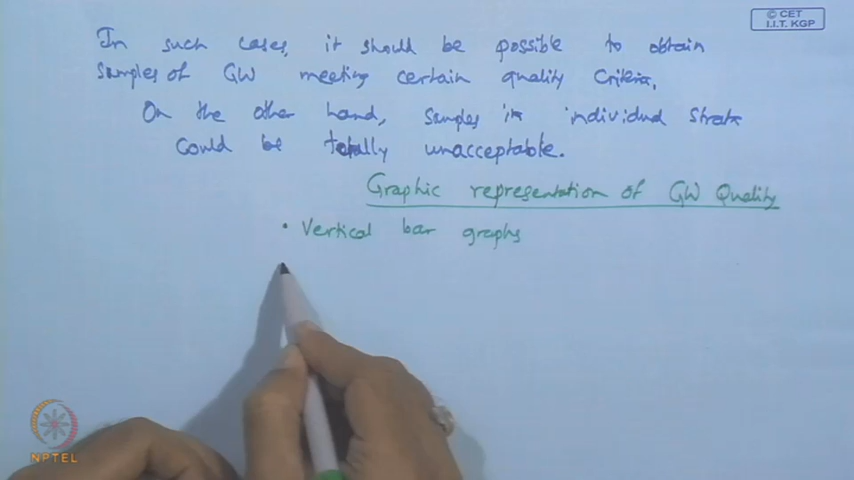 © CET
I.I.T. KGP
In such cases, it should be possible to obtain
samples of GW meeting certain quality criteria.
On the other hand, samples in individual strata
could be totally unacceptable.
Graphic representation of GW Quality
• Vertical bar graphs
NPTEL